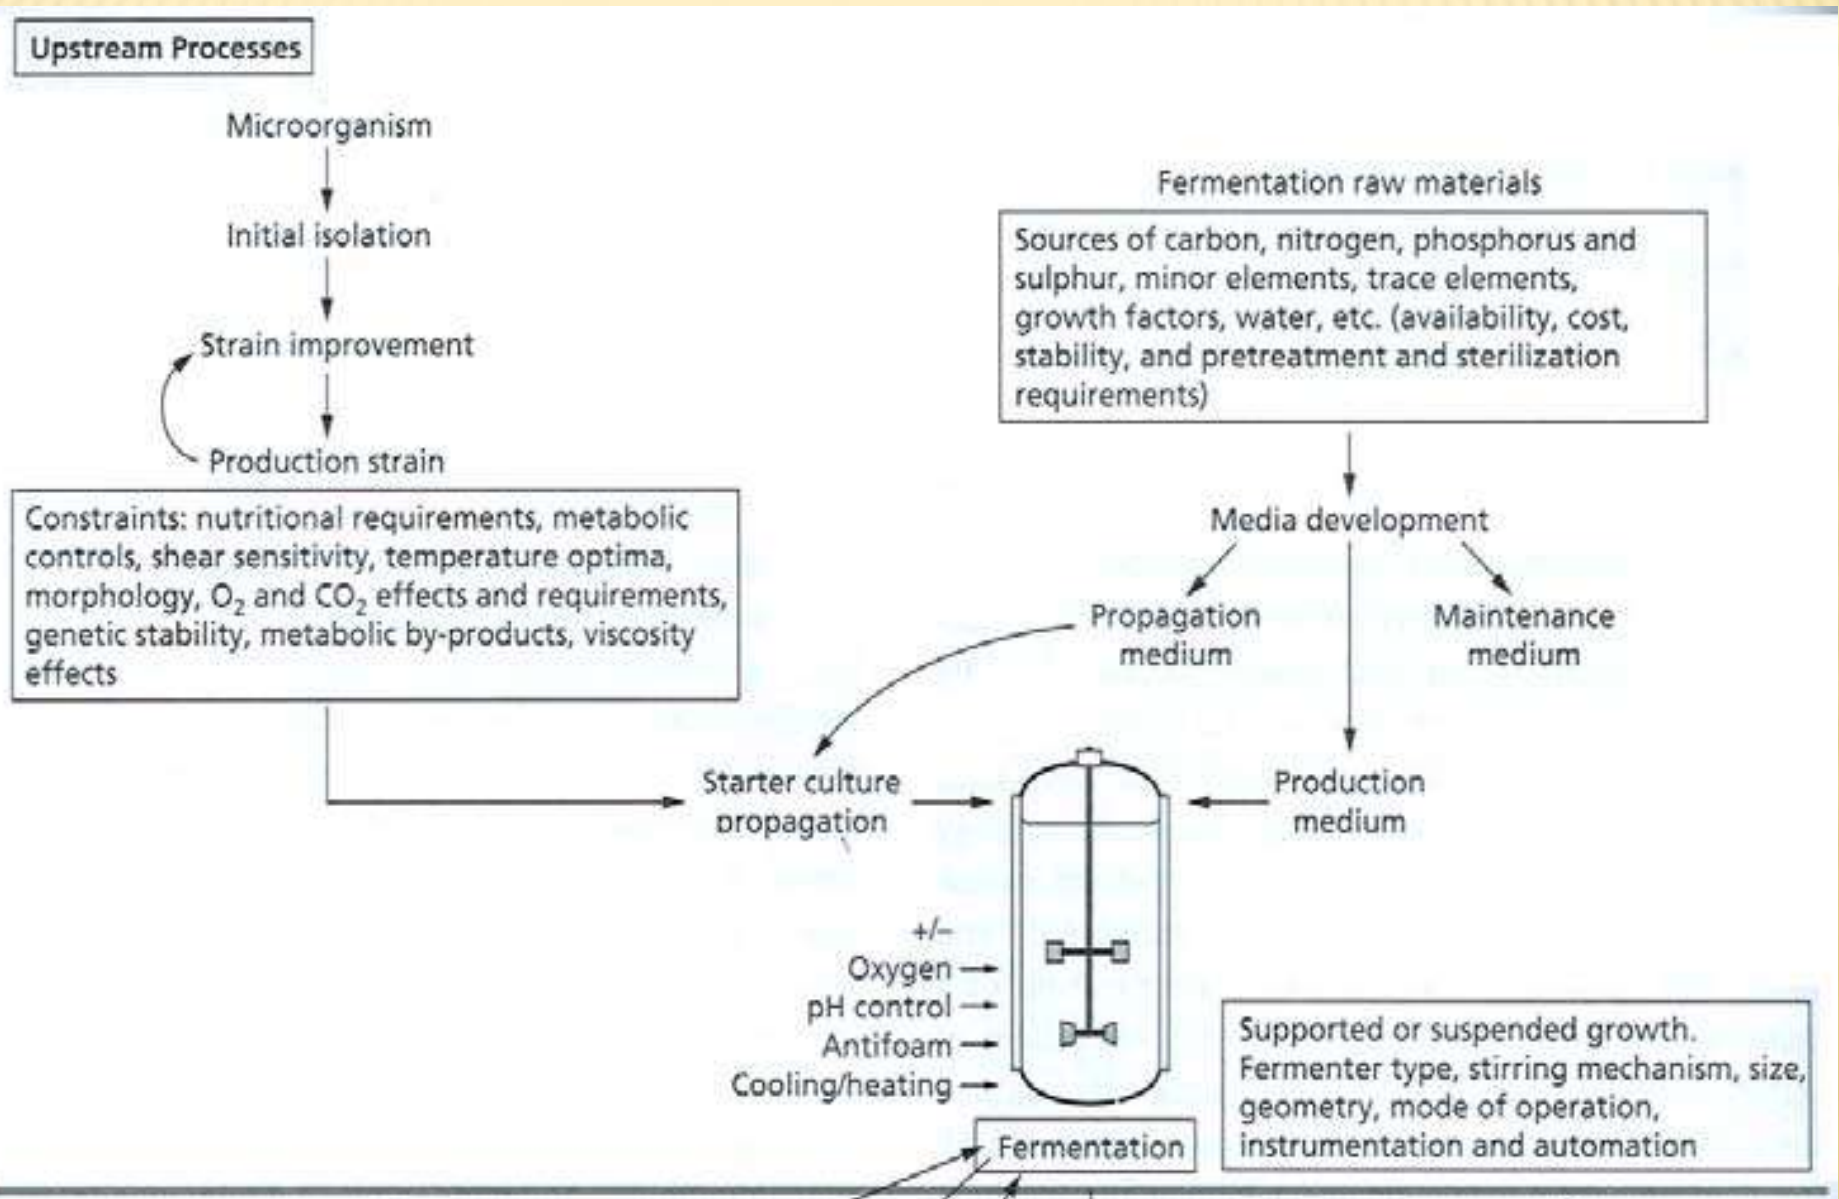 Upstream Processes
Microorganism
Initial isolation
Strain improvement
Production strain
Constraints: nutritional requirements, metabolic
controls, shear sensitivity, temperature optima,
morphology, O₂ and CO₂ effects and requirements,
genetic stability, metabolic by-products, viscosity
effects
Fermentation raw materials
Sources of carbon, nitrogen, phosphorus and
sulphur, minor elements, trace elements,
growth factors, water, etc. (availability, cost,
stability, and pretreatment and sterilization
requirements)
Media development
Propagation
medium
Maintenance
medium
Starter culture
propagation
Production
medium
+/–
Oxygen
pH control
Antifoam
Cooling/heating
Fermentation
Supported or suspended growth.
Fermenter type, stirring mechanism, size,
geometry, mode of operation,
instrumentation and automation